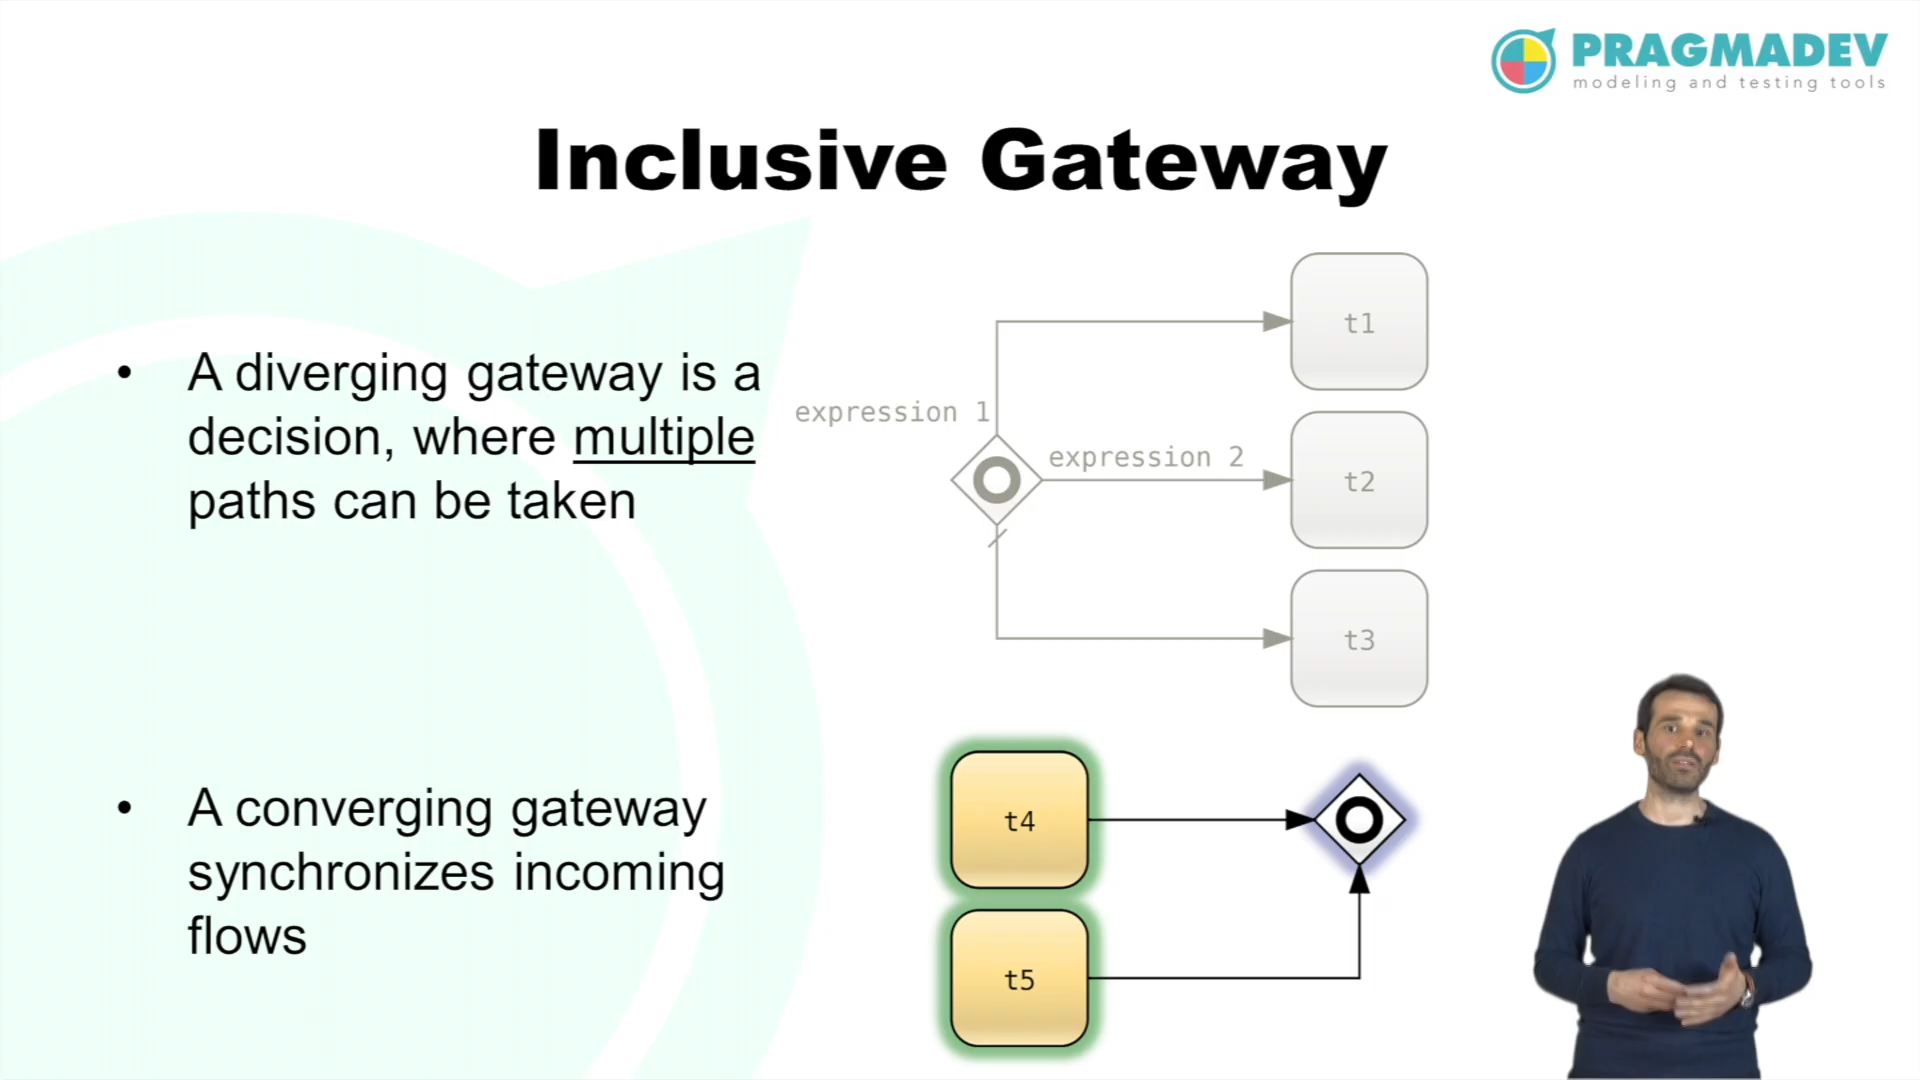 PRAGMADEV
modeling and testing tools
Inclusive Gateway
• A diverging gateway is a
decision, where multiple
paths can be taken
expression 1
expression 2
t1
t2
t3
• A converging gateway
synchronizes incoming
flows
t4
t5